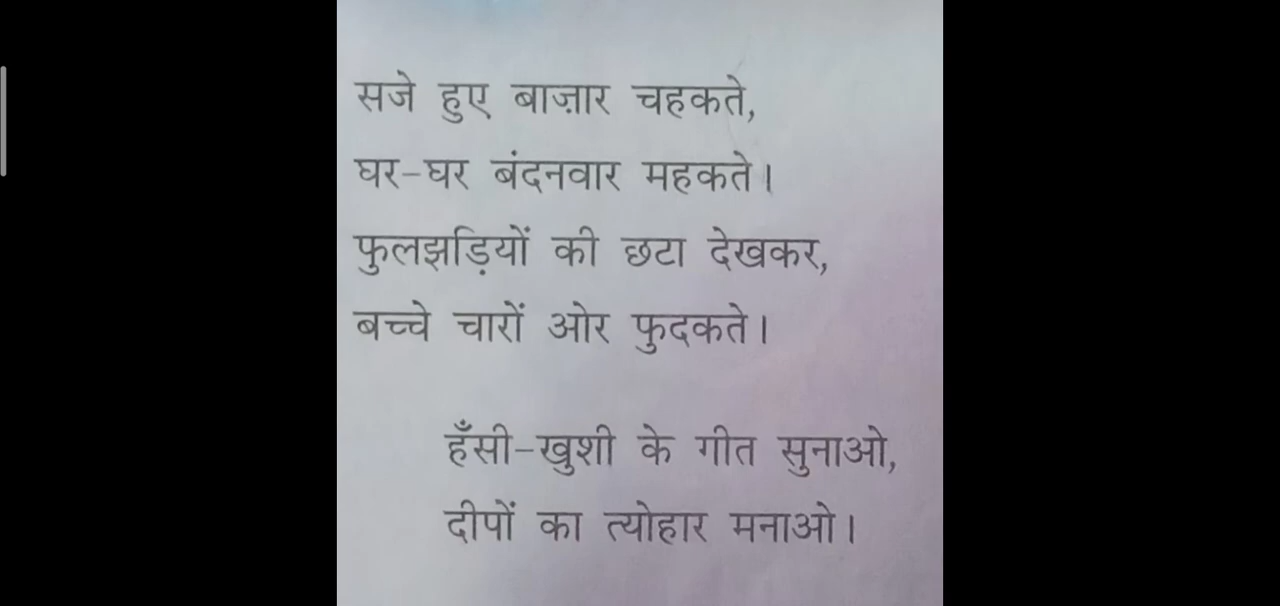 सजे हुए बाज़ार चहकते,
घर-घर बंदनवार महकते।
फुलझड़ियों की छटा देखकर,
बच्चे चारों ओर फुदकते।
हँसी-खुशी के गीत सुनाओ,
दीपों का त्योहार मनाओ।